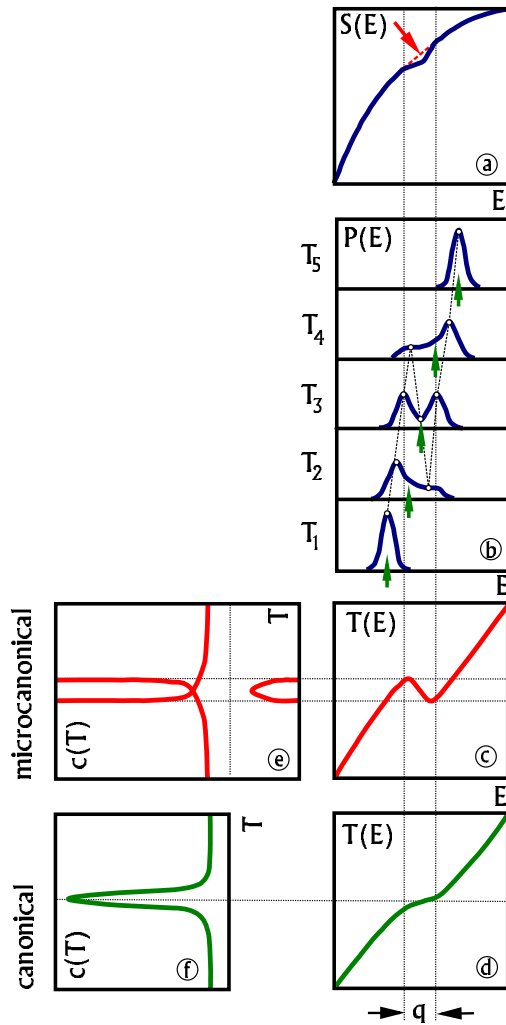 S(E)
ⓐ
E
P(E)
T5
T4
T3
T2
T1
ⓑ
E
microcanonical
T
c(T)
ⓔ
T(E)
ⓒ
E
canonical
T
c(T)
ⓕ
T(E)
ⓓ
q